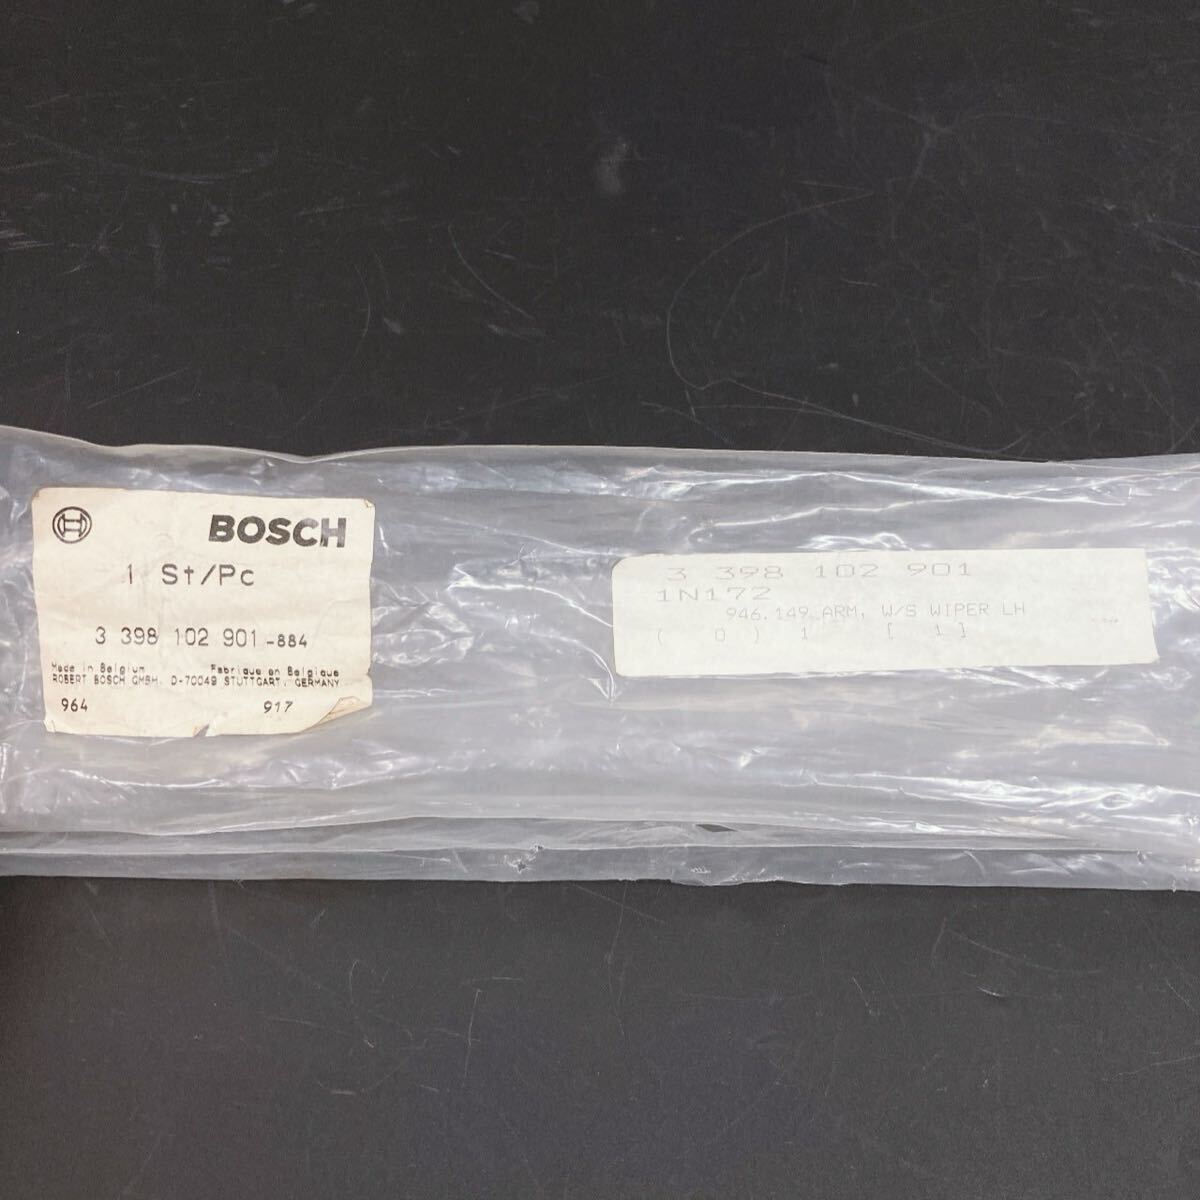 BOSCH
1 St/Pc
3 398 102 901-884
Made in Belgium Fabriqué en Belgique
ROBERT BOSCH GMBH. D-70049 STUTTGART. GERMANY
964 917
3 398 102 901
1N172
946.149 ARM, W/S WIPER LH
( 0 ) 1 [ 1 ]